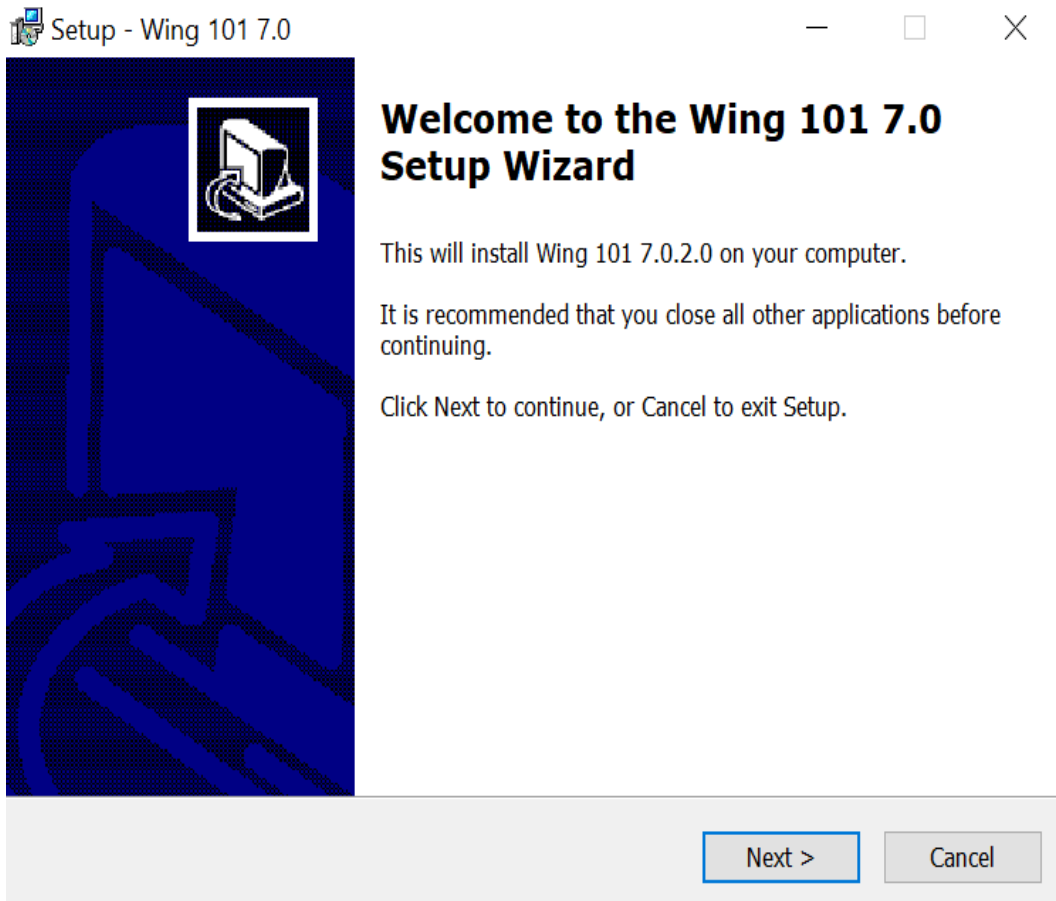 Setup - Wing 101 7.0
Welcome to the Wing 101 7.0
Setup Wizard
This will install Wing 101 7.0.2.0 on your computer.
It is recommended that you close all other applications before
continuing.
Click Next to continue, or Cancel to exit Setup.
Next >
Cancel